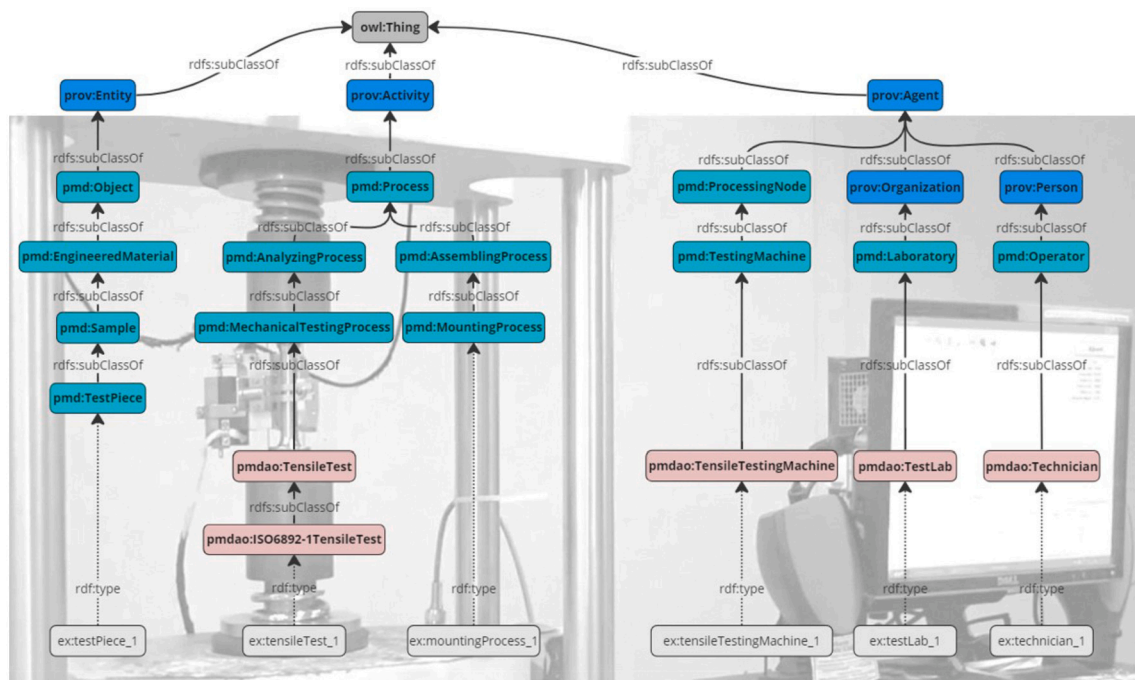 owl:Thing
rdfs:subClassOf
rdfs:subClassOf
rdfs:subClassOf
prov:Entity
prov:Activity
prov:Agent
rdfs:subClassOf
rdfs:subClassOf
rdfs:subClassOf
rdfs:subClassOf
rdfs:subClassOf
pmd:Object
pmd:Process
pmd:ProcessingNode
prov:Organization
prov:Person
rdfs:subClassOf
rdfs:subClassOf
rdfs:subClassOf
rdfs:subClassOf
rdfs:subClassOf
rdfs:subClassOf
pmd:EngineeredMaterial
pmd:AnalyzingProcess
pmd:AssemblingProcess
pmd:TestingMachine
pmd:Laboratory
pmd:Operator
rdfs:subClassOf
rdfs:subClassOf
rdfs:subClassOf
pmd:Sample
pmd:MechanicalTestingProcess
pmd:MountingProcess
rdfs:subClassOf
rdfs:subClassOf
rdfs:subClassOf
rdfs:subClassOf
rdfs:subClassOf
pmd:TestPiece
pmdao:TensileTest
pmdao:TensileTestingMachine
pmdao:TestLab
pmdao:Technician
rdfs:subClassOf
pmdao:ISO6892-1TensileTest
rdf:type
rdf:type
rdf:type
rdf:type
rdf:type
rdf:type
DELL
ex:testPiece_1
ex:tensileTest_1
ex:mountingProcess_1
ex:tensileTestingMachine_1
ex:testLab_1
ex:technician_1